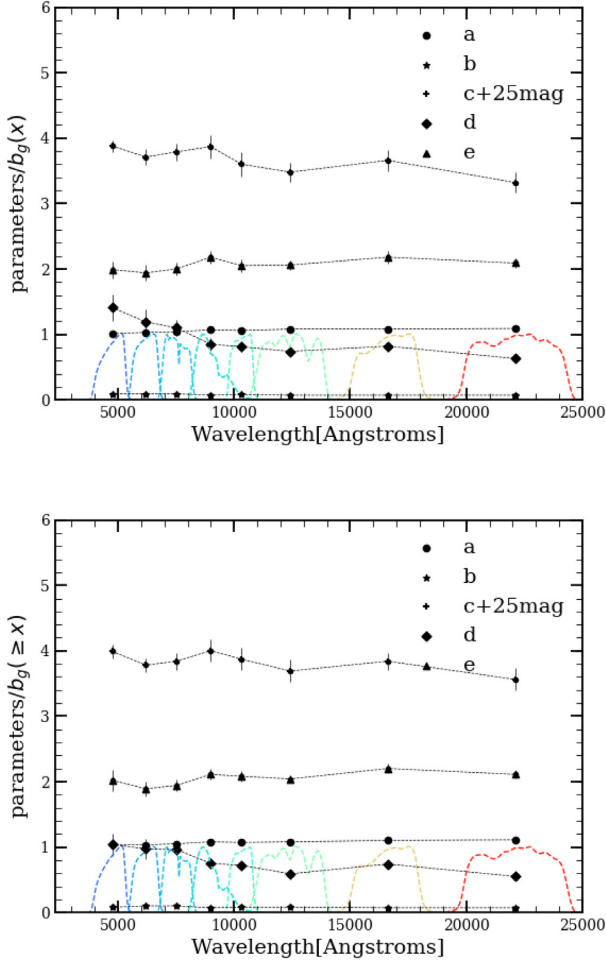 6
5
4
3
2
1
0
parameters/b_g(x)
a
b
c+25mag
d
e
5000 10000 15000 20000 25000
Wavelength[Angstroms]
6
5
4
3
2
1
0
parameters/b_g(≥x)
a
b
c+25mag
d
e
5000 10000 15000 20000 25000
Wavelength[Angstroms]